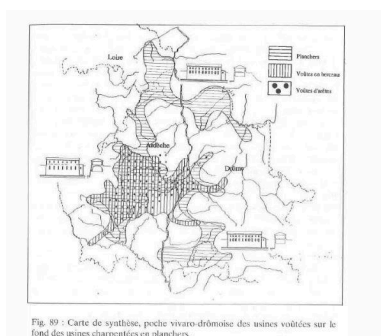 Loire
Planchers
Voûtes en berceau
Voûtes d'arêtes
Ardèche
Drôme
Fig. 89 : Carte de synthèse, poche vivaro-drômoise des usines voûtées sur le
fond des usines charpentées en planchers.